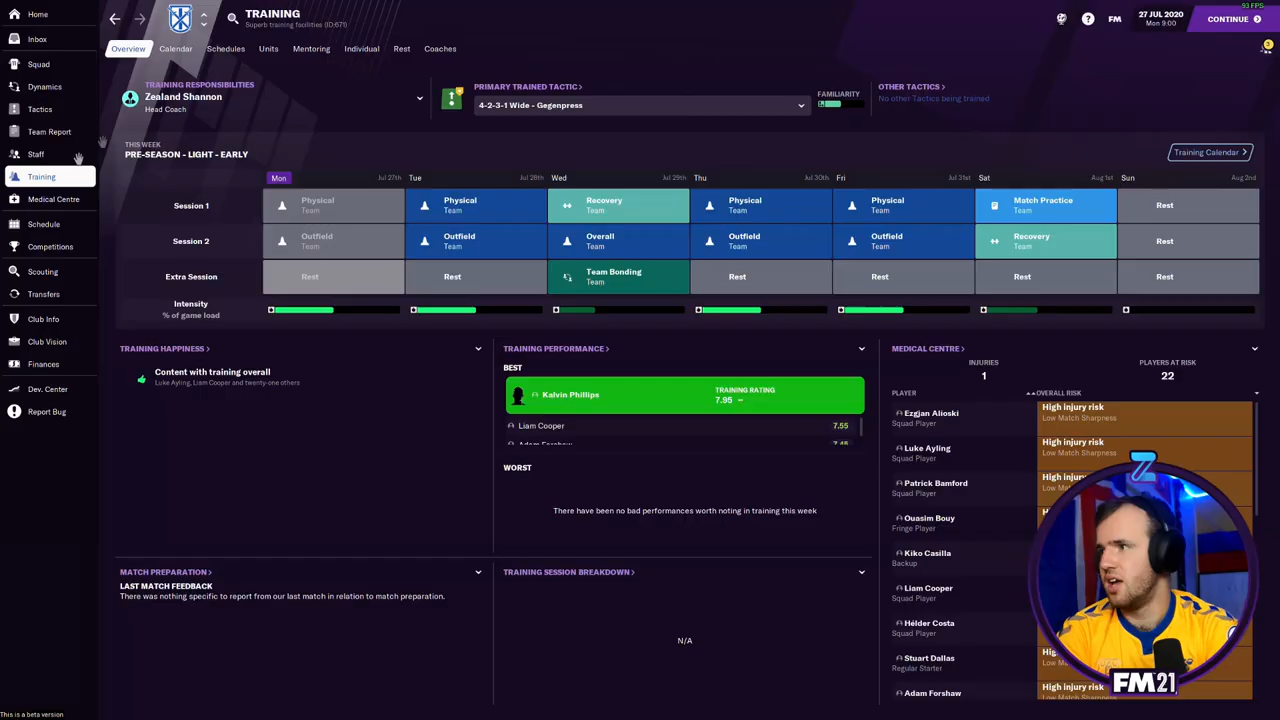 93 FPS
Home
Inbox
Squad
Dynamics
Tactics
Team Report
Staff
Training
Medical Centre
Schedule
Competitions
Scouting
Transfers
Club Info
Club Vision
Finances
Dev. Center
Report Bug
This is a beta version
TRAINING
Superb training facilities (ID:671)
FM
27 JUL 2020
Mon 9:00
CONTINUE
Overview Calendar Schedules Units Mentoring Individual Rest Coaches
TRAINING RESPONSIBILITIES
Zealand Shannon
Head Coach
PRIMARY TRAINED TACTIC >
4-2-3-1 Wide - Gegenpress
FAMILIARITY
OTHER TACTICS >
No other Tactics being trained
THIS WEEK
PRE-SEASON - LIGHT - EARLY
Training Calendar >
Mon Jul 27th Tue Jul 28th Wed Jul 29th Thu Jul 30th Fri Jul 31st Sat Aug 1st Sun Aug 2nd
Session 1
Physical Team
Physical Team
Recovery Team
Physical Team
Physical Team
Match Practice Team
Rest
Session 2
Outfield Team
Outfield Team
Overall Team
Outfield Team
Outfield Team
Recovery Team
Rest
Extra Session
Rest
Rest
Team Bonding Team
Rest
Rest
Rest
Rest
Intensity
% of game load
TRAINING HAPPINESS >
Content with training overall
Luke Ayling, Liam Cooper and twenty-one others
TRAINING PERFORMANCE >
BEST
Kalvin Phillips
TRAINING RATING
7.95 –
Liam Cooper 7.55
Adam Forshaw 7.45
WORST
There have been no bad performances worth noting in training this week
MATCH PREPARATION >
LAST MATCH FEEDBACK
There was nothing specific to report from our last match in relation to match preparation.
TRAINING SESSION BREAKDOWN >
N/A
MEDICAL CENTRE >
INJURIES
1
PLAYERS AT RISK
22
PLAYER OVERALL RISK
Ezgjan Alioski
Squad Player
High injury risk
Low Match Sharpness
Luke Ayling
Squad Player
High injury risk
Low Match Sharpness
Patrick Bamford
Squad Player
High inju
Low Mat
Ouasim Bouy
Fringe Player
Kiko Casilla
Backup
Liam Cooper
Squad Player
Hélder Costa
Squad Player
Stuart Dallas
Regular Starter
Adam Forshaw
High injury risk
Z
FM21